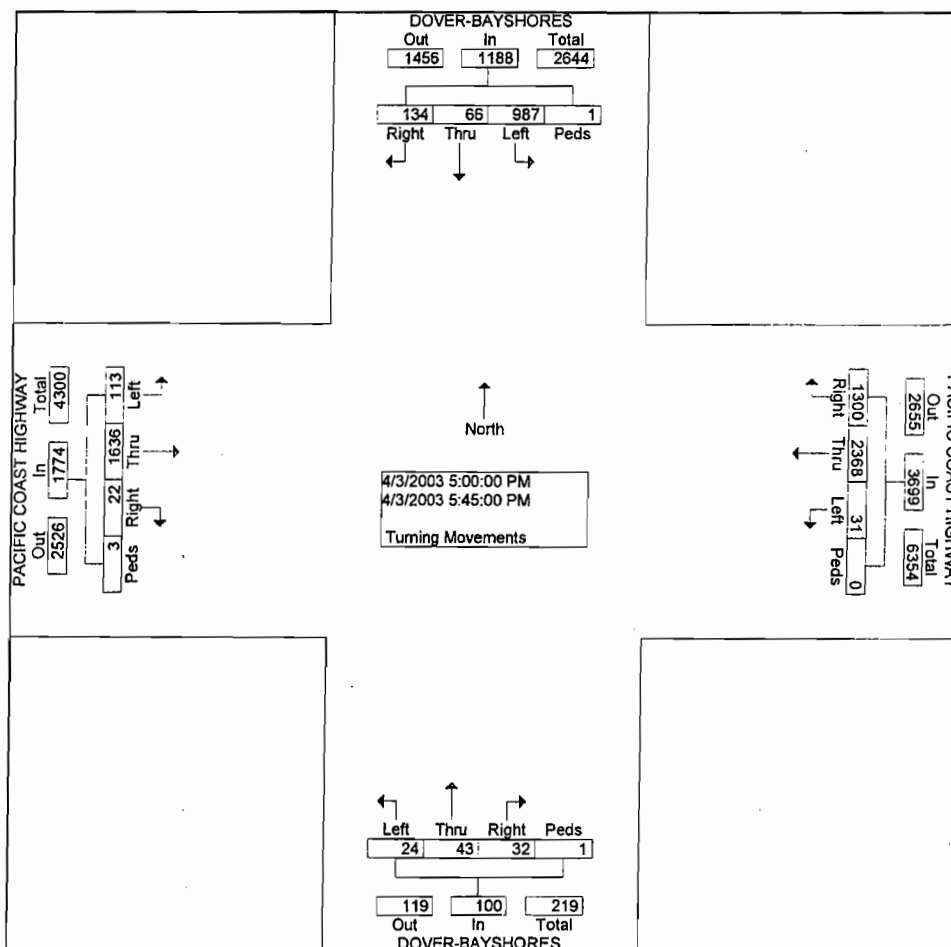 DOVER-BAYSHORES
Out In Total
1456 1188 2644
134 66 987 1
Right Thru Left Peds
PACIFIC COAST HIGHWAY
Total In Out
4300 1774 2526
113 1636 22 3
Left Thru Right Peds
North
4/3/2003 5:00:00 PM
4/3/2003 5:45:00 PM
Turning Movements
Right Thru Left Peds
1300 2368 31 0
2655 3699 6354
Out In Total
PACIFIC COAST HIGHWAY
Left Thru Right Peds
24 43 32 1
119 100 219
Out In Total
DOVER-BAYSHORES